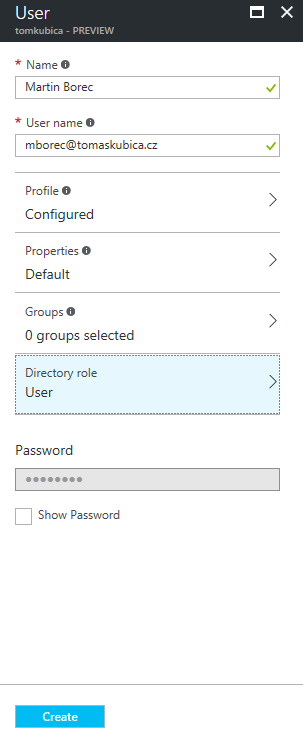 User
tomkubica - PREVIEW
* Name
Martin Borec
* User name
mborec@tomaskubica.cz
Profile
Configured
Properties
Default
Groups
0 groups selected
Directory role
User
Password
••••••••
Show Password
Create